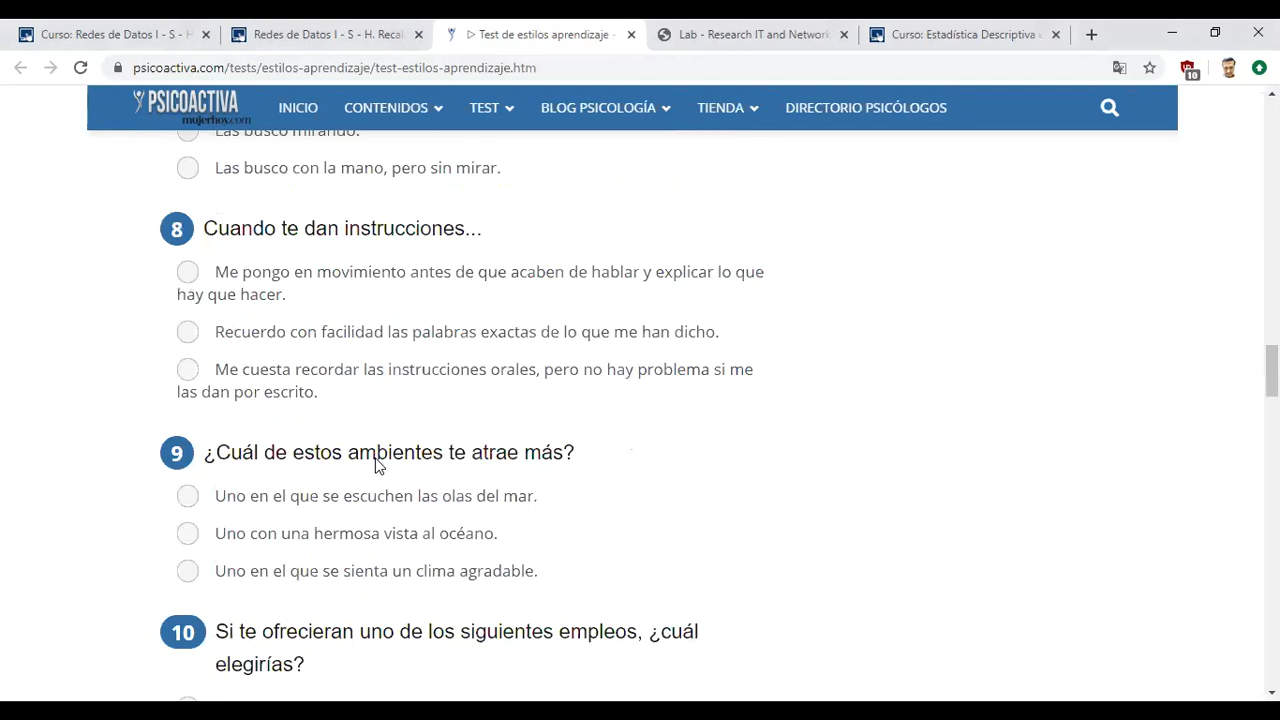 Curso: Redes de Datos I - S - H
Redes de Datos I - S - H. Recal
Test de estilos aprendizaje -
Lab - Research IT and Network
Curso: Estadística Descriptiva e
psicoactiva.com/tests/estilos-aprendizaje/test-estilos-aprendizaje.htm
10
PSICOACTIVA
mujerhoy.com
INICIO
CONTENIDOS
TEST
BLOG PSICOLOGÍA
TIENDA
DIRECTORIO PSICÓLOGOS
Las busco mirando.
Las busco con la mano, pero sin mirar.
8 Cuando te dan instrucciones...
Me pongo en movimiento antes de que acaben de hablar y explicar lo que
hay que hacer.
Recuerdo con facilidad las palabras exactas de lo que me han dicho.
Me cuesta recordar las instrucciones orales, pero no hay problema si me
las dan por escrito.
9 ¿Cuál de estos ambientes te atrae más?
Uno en el que se escuchen las olas del mar.
Uno con una hermosa vista al océano.
Uno en el que se sienta un clima agradable.
10 Si te ofrecieran uno de los siguientes empleos, ¿cuál
elegirías?